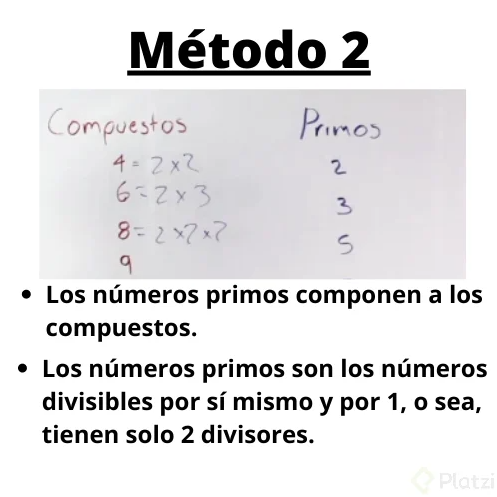 Método 2
Compuestos Primos
4 = 2 x 2 2
6 = 2 x 3 3
8 = 2 x 2 x 2 5
9
• Los números primos componen a los
compuestos.
• Los números primos son los números
divisibles por sí mismo y por 1, o sea,
tienen solo 2 divisores.
Platzi